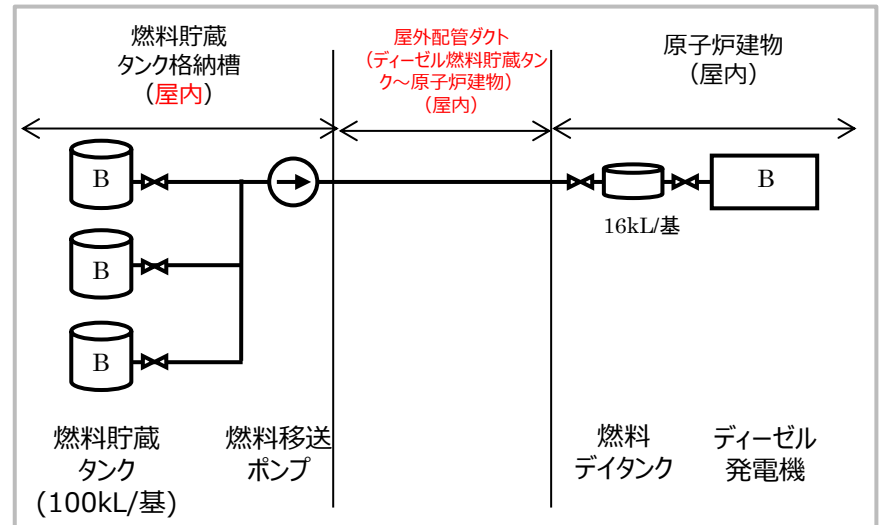 燃料貯蔵
タンク格納槽
（屋内）
屋外配管ダクト
（ディーゼル燃料貯蔵タン
ク～原子炉建物）
（屋内）
原子炉建物
（屋内）
B
B
B
16kL/基
B
燃料貯蔵
タンク
(100kL/基)
燃料移送
ポンプ
燃料
デイタンク
ディーゼル
発電機